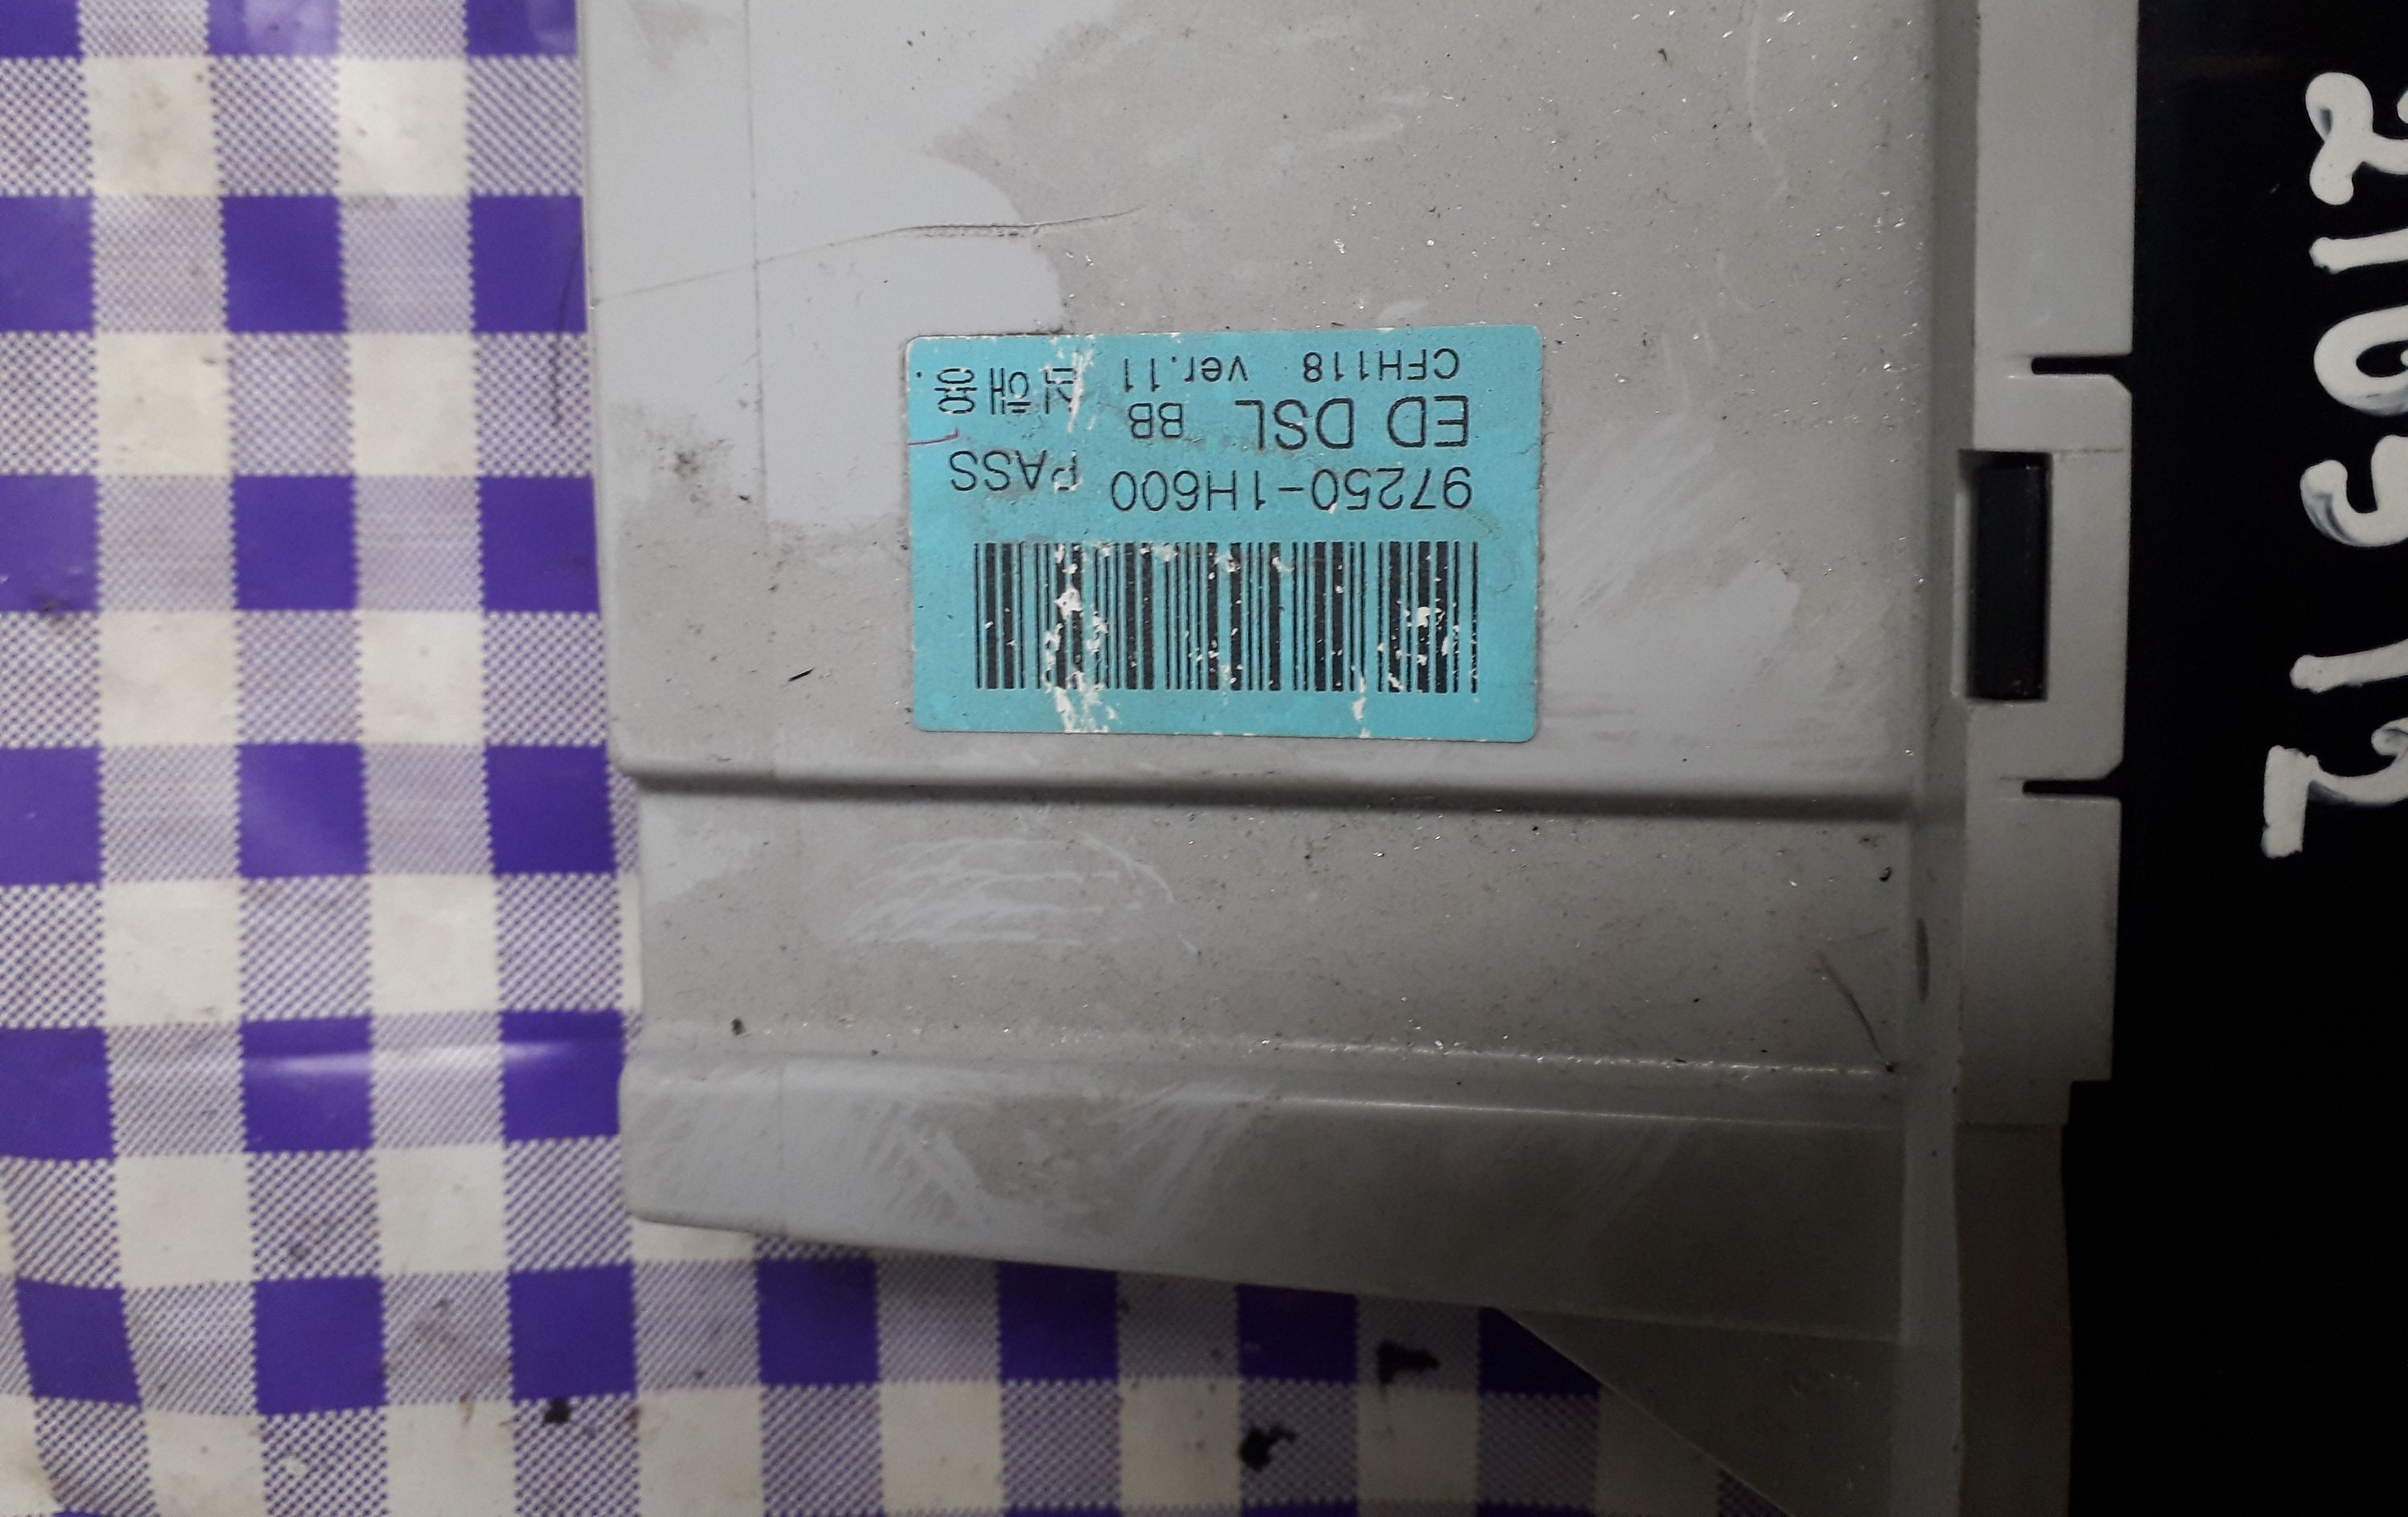 97250-1H600 PASS
ED DSL BB
CFH118 ver.11